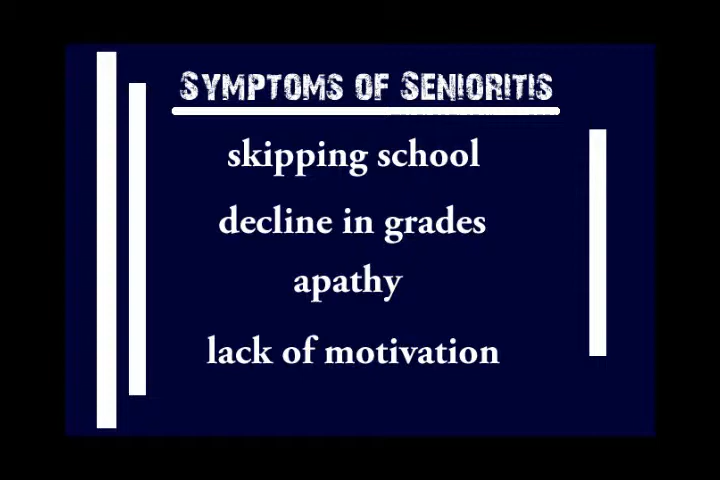 Symptoms of Senioritis
skipping school
decline in grades
apathy
lack of motivation